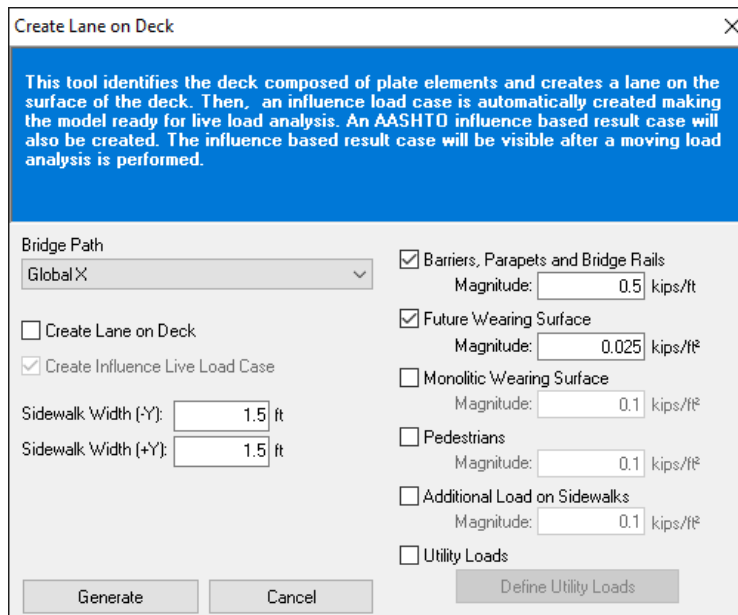 Create Lane on Deck
This tool identifies the deck composed of plate elements and creates a lane on the
surface of the deck. Then, an influence load case is automatically created making
the model ready for live load analysis. An AASHTO influence based result case will
also be created. The influence based result case will be visible after a moving load
analysis is performed.
Bridge Path
Global X
Create Lane on Deck
Create Influence Live Load Case
Sidewalk Width (-Y): 1.5 ft
Sidewalk Width (+Y): 1.5 ft
Generate
Cancel
Barriers, Parapets and Bridge Rails
Magnitude: 0.5 kips/ft
Future Wearing Surface
Magnitude: 0.025 kips/ft²
Monolitic Wearing Surface
Magnitude: 0.1 kips/ft²
Pedestrians
Magnitude: 0.1 kips/ft²
Additional Load on Sidewalks
Magnitude: 0.1 kips/ft²
Utility Loads
Define Utility Loads